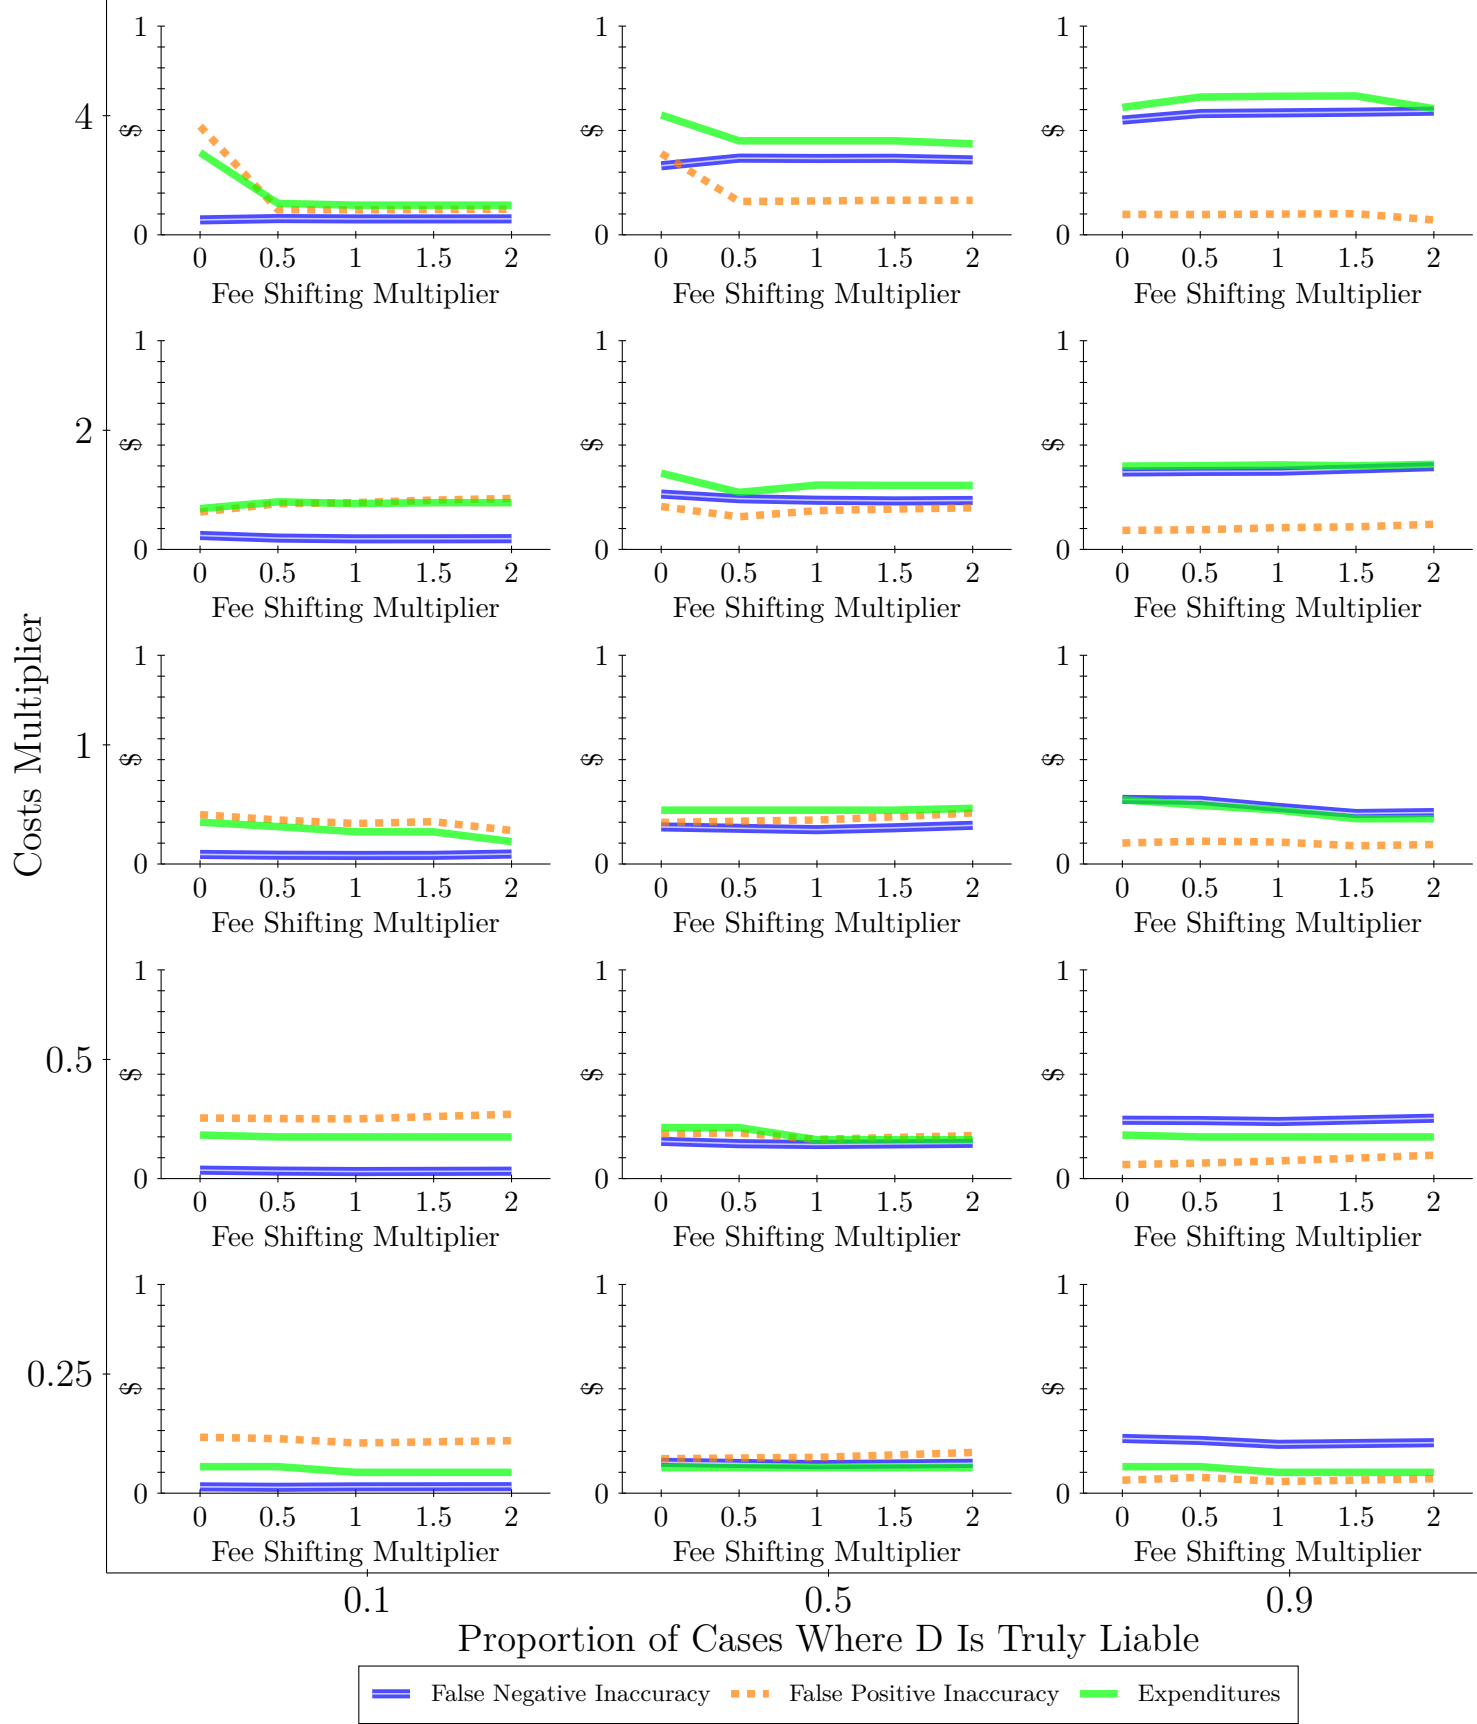 Costs Multiplier
4
1
$
0
0 0.5 1 1.5 2
Fee Shifting Multiplier
1
$
0
0 0.5 1 1.5 2
Fee Shifting Multiplier
1
$
0
0 0.5 1 1.5 2
Fee Shifting Multiplier
2
1
$
0
0 0.5 1 1.5 2
Fee Shifting Multiplier
1
$
0
0 0.5 1 1.5 2
Fee Shifting Multiplier
1
$
0
0 0.5 1 1.5 2
Fee Shifting Multiplier
1
1
$
0
0 0.5 1 1.5 2
Fee Shifting Multiplier
1
$
0
0 0.5 1 1.5 2
Fee Shifting Multiplier
1
$
0
0 0.5 1 1.5 2
Fee Shifting Multiplier
0.5
1
$
0
0 0.5 1 1.5 2
Fee Shifting Multiplier
1
$
0
0 0.5 1 1.5 2
Fee Shifting Multiplier
1
$
0
0 0.5 1 1.5 2
Fee Shifting Multiplier
0.25
1
$
0
0 0.5 1 1.5 2
Fee Shifting Multiplier
1
$
0
0 0.5 1 1.5 2
Fee Shifting Multiplier
1
$
0
0 0.5 1 1.5 2
Fee Shifting Multiplier
0.1 0.5 0.9
Proportion of Cases Where D Is Truly Liable
False Negative Inaccuracy False Positive Inaccuracy Expenditures